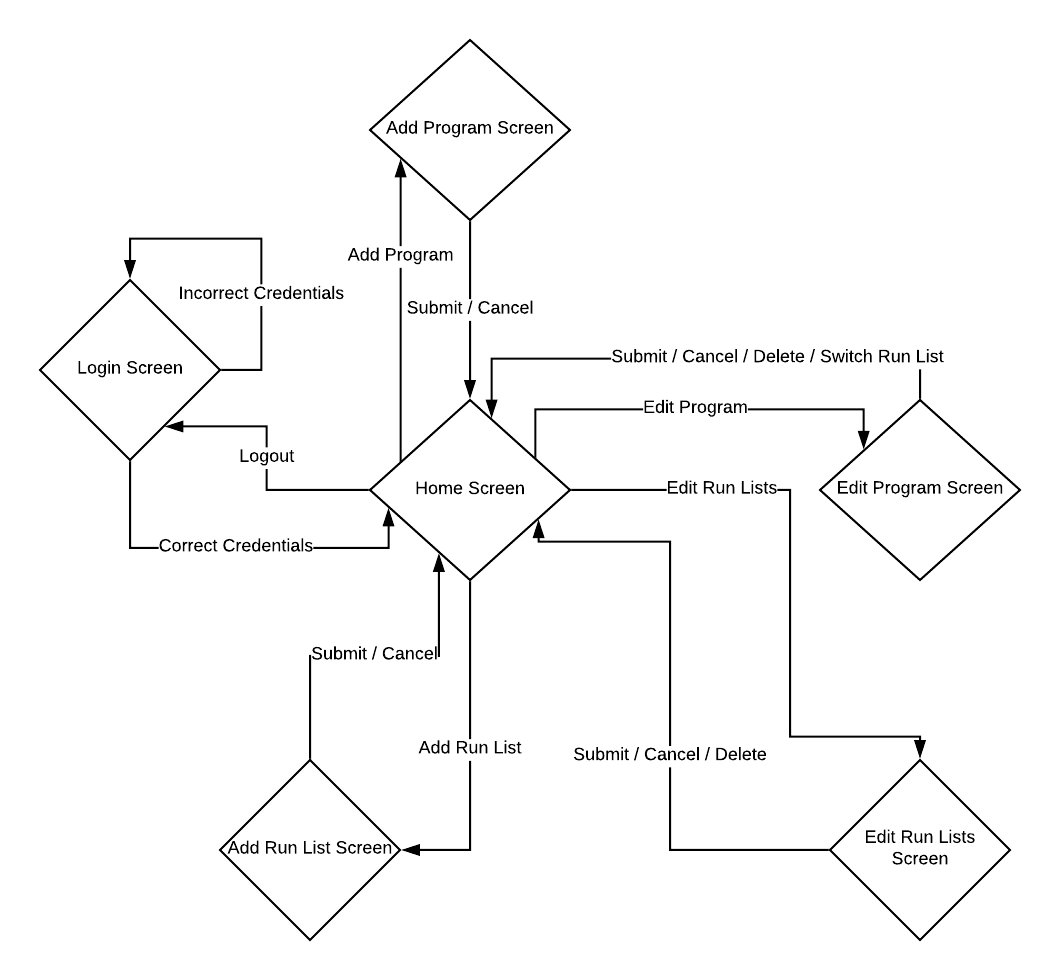 Add Program Screen
Add Program
Incorrect Credentials
Submit / Cancel
Login Screen
Submit / Cancel / Delete / Switch Run List
Edit Program
Logout
Home Screen
Edit Run Lists
Edit Program Screen
Correct Credentials
Submit / Cancel
Add Run List
Submit / Cancel / Delete
Add Run List Screen
Edit Run Lists
Screen